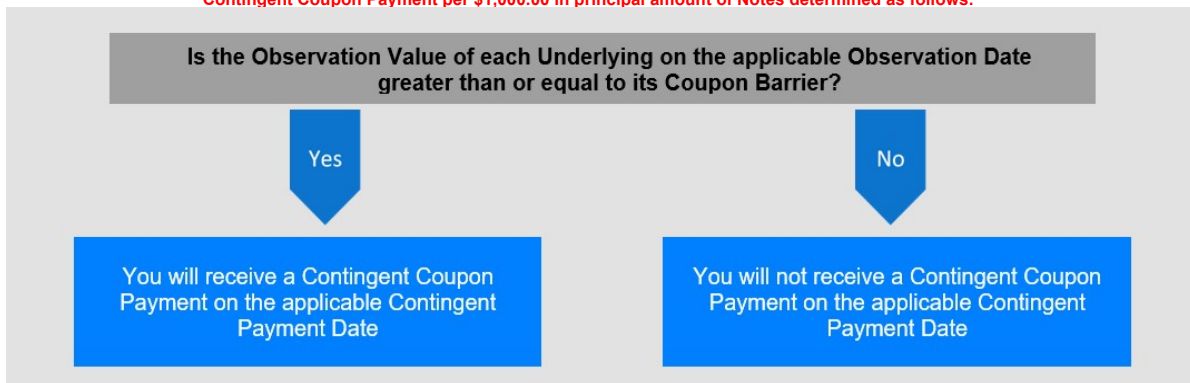 Contingent Coupon Payment per $1,000.00 in principal amount of Notes determined as follows:
Is the Observation Value of each Underlying on the applicable Observation Date
greater than or equal to its Coupon Barrier?
Yes
No
You will receive a Contingent Coupon
Payment on the applicable Contingent
Payment Date
You will not receive a Contingent Coupon
Payment on the applicable Contingent
Payment Date